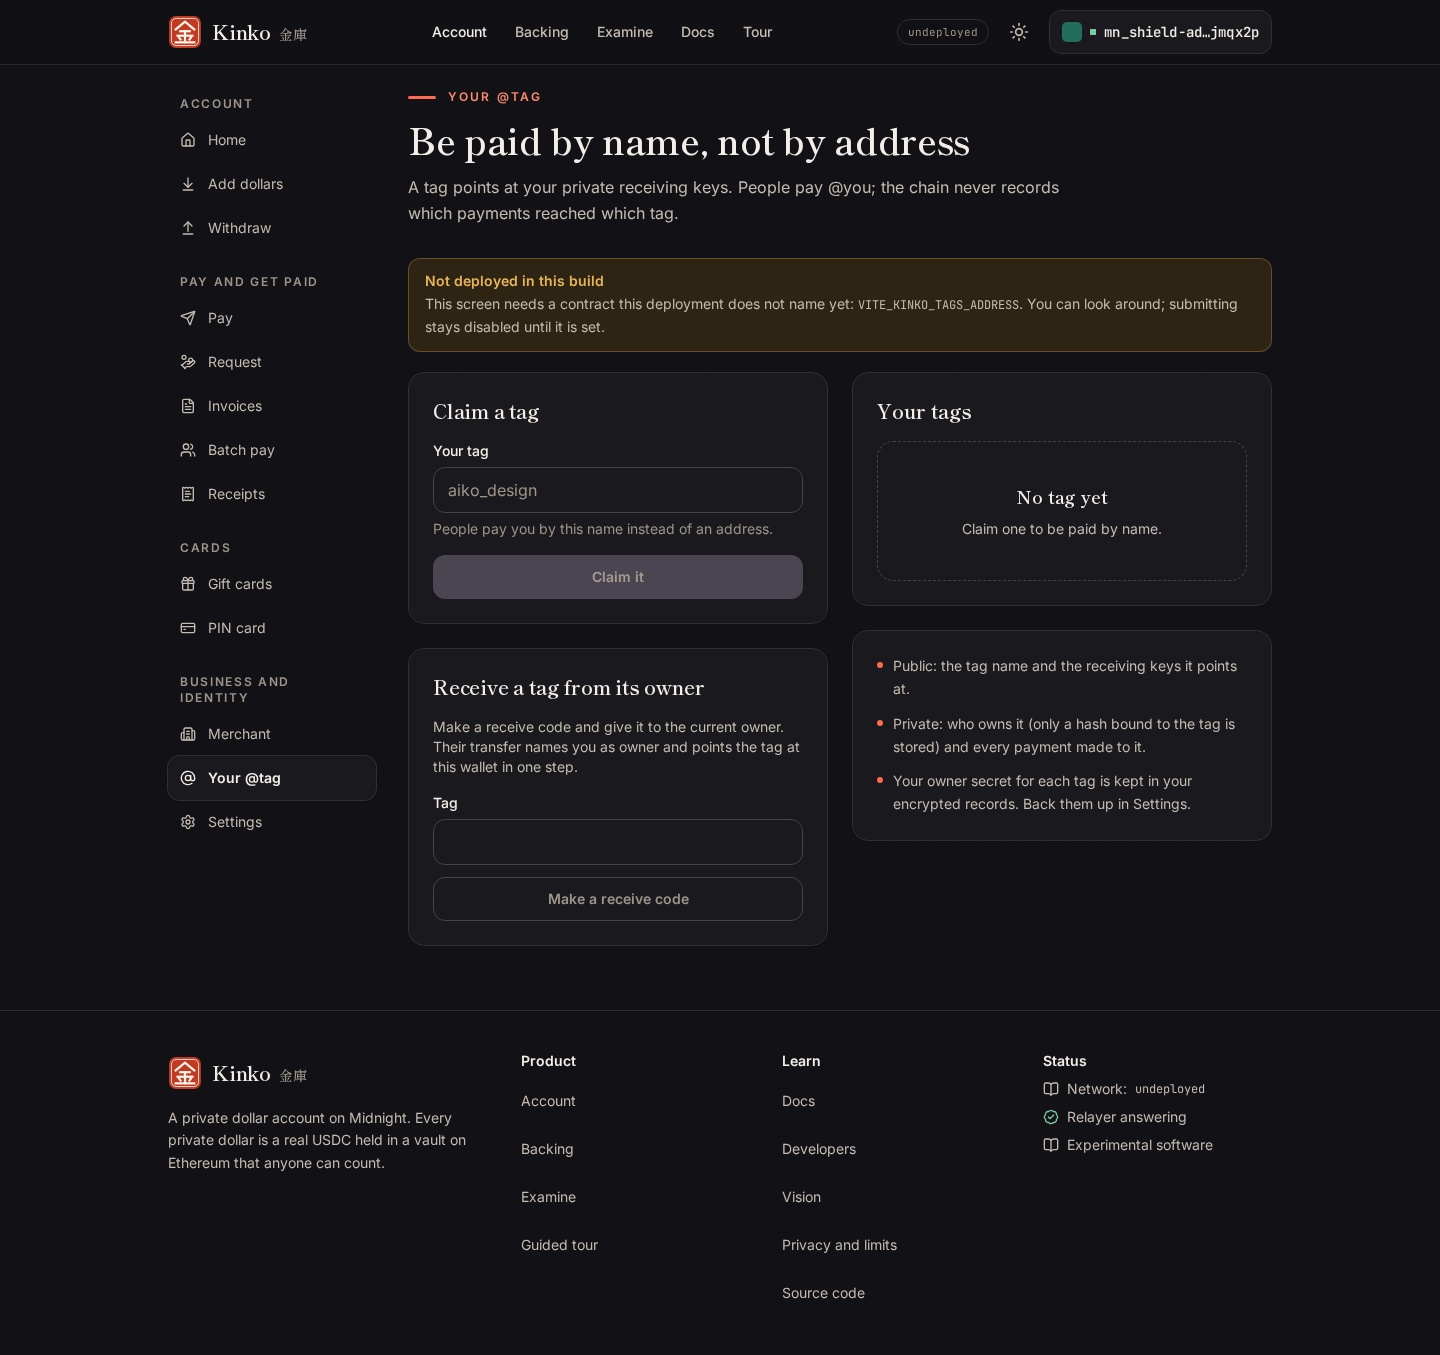 金 Kinko 金庫
Account Backing Examine Docs Tour
undeployed
mn_shield-ad…jmqx2p
ACCOUNT
Home
Add dollars
Withdraw
PAY AND GET PAID
Pay
Request
Invoices
Batch pay
Receipts
CARDS
Gift cards
PIN card
BUSINESS AND
IDENTITY
Merchant
Your @tag
Settings
YOUR @TAG
Be paid by name, not by address
A tag points at your private receiving keys. People pay @you; the chain never records
which payments reached which tag.
Not deployed in this build
This screen needs a contract this deployment does not name yet: VITE_KINKO_TAGS_ADDRESS. You can look around; submitting
stays disabled until it is set.
Claim a tag
Your tag
aiko_design
People pay you by this name instead of an address.
Claim it
Receive a tag from its owner
Make a receive code and give it to the current owner.
Their transfer names you as owner and points the tag at
this wallet in one step.
Tag
Make a receive code
Your tags
No tag yet
Claim one to be paid by name.
Public: the tag name and the receiving keys it points
at.
Private: who owns it (only a hash bound to the tag is
stored) and every payment made to it.
Your owner secret for each tag is kept in your
encrypted records. Back them up in Settings.
金 Kinko 金庫
A private dollar account on Midnight. Every
private dollar is a real USDC held in a vault on
Ethereum that anyone can count.
Product
Account
Backing
Examine
Guided tour
Learn
Docs
Developers
Vision
Privacy and limits
Source code
Status
Network: undeployed
Relayer answering
Experimental software